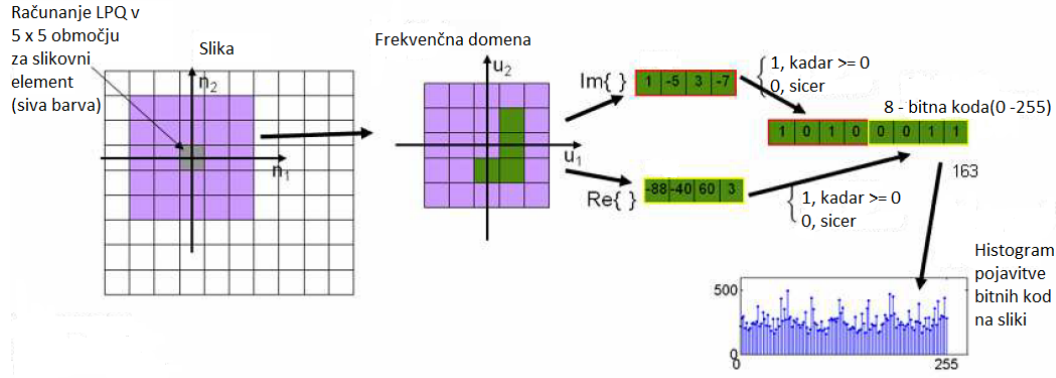 Računanje LPQ v
5 x 5 območju
za slikovni
element
(siva barva)
Slika
n2
n1
Frekvenčna domena
u2
u1
Im{ }
1 -5 3 -7
1, kadar >= 0
0, sicer
8 - bitna koda(0 -255)
1 0 1 0 0 0 1 1
163
Re{ }
-88 -40 60 3
1, kadar >= 0
0, sicer
Histogram
pojavitve
bitnih kod
na sliki
500
0
0
255